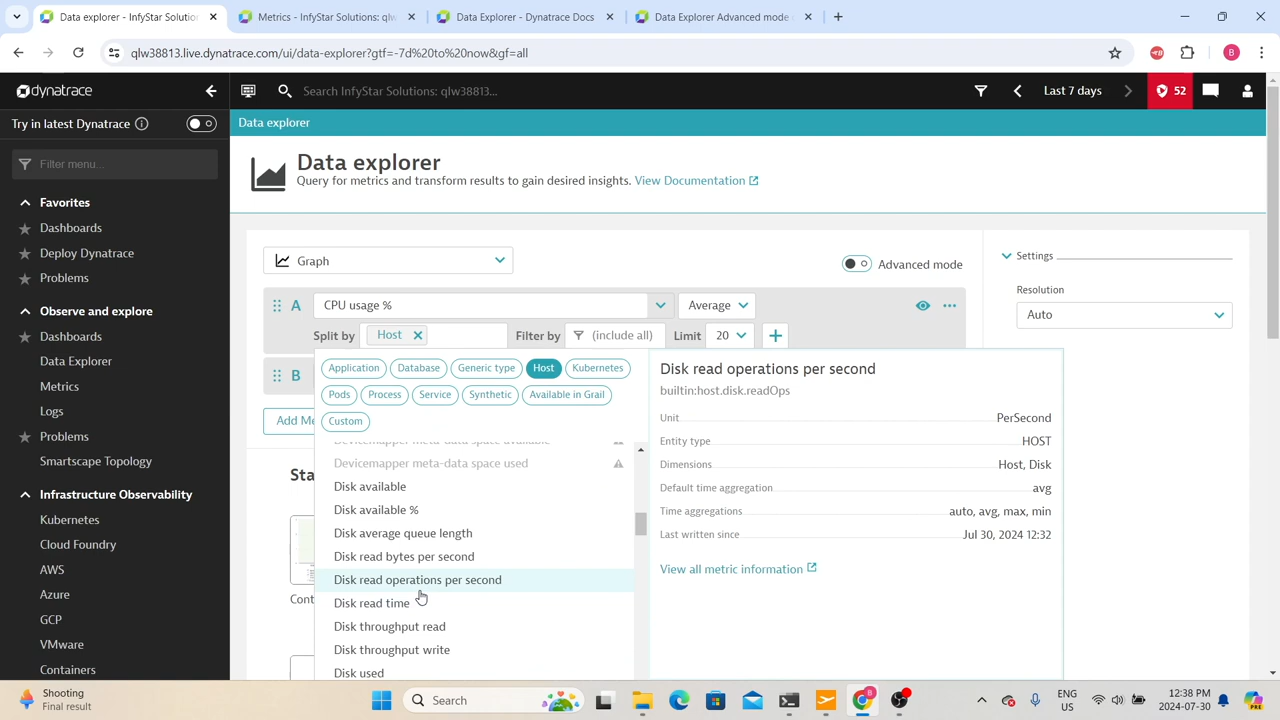 Data Explorer - InfyStar Solution
Metrics - InfyStar Solutions: qlw
Data Explorer - Dynatrace Docs
Data Explorer Advanced mode
qlw38813.live.dynatrace.com/ui/data-explorer?gtf=-7d%20to%20now&gf=all
B
dynatrace
Search InfyStar Solutions: qlw38813...
Last 7 days
52
Try in latest Dynatrace
Data explorer
Filter menu...
Data explorer
Query for metrics and transform results to gain desired insights. View Documentation
Favorites
Dashboards
Deploy Dynatrace
Problems
Observe and explore
Dashboards
Data Explorer
Metrics
Logs
Problems
Smartscape Topology
Infrastructure Observability
Kubernetes
Cloud Foundry
AWS
Azure
GCP
VMware
Containers
Graph
Advanced mode
A CPU usage % Average
Split by Host Filter by (include all) Limit 20
B
Add Me
Sta
Cont
Application Database Generic type Host Kubernetes
Pods Process Service Synthetic Available in Grail
Custom
Devicemapper meta-data space available
Devicemapper meta-data space used
Disk available
Disk available %
Disk average queue length
Disk read bytes per second
Disk read operations per second
Disk read time
Disk throughput read
Disk throughput write
Disk used
Disk read operations per second
builtin:host.disk.readOps
Unit PerSecond
Entity type HOST
Dimensions Host, Disk
Default time aggregation avg
Time aggregations auto, avg, max, min
Last written since Jul 30, 2024 12:32
View all metric information
Settings
Resolution
Auto
Shooting
Final result
Search
ENG
US
12:38 PM
2024-07-30